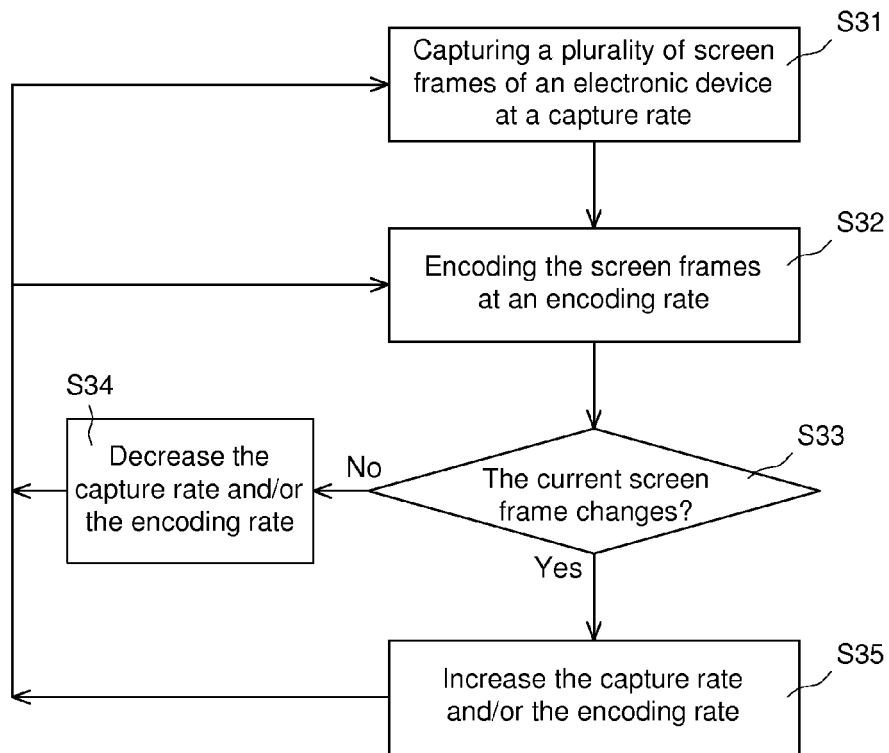 S31
Capturing a plurality of screen
frames of an electronic device
at a capture rate
S32
Encoding the screen frames
at an encoding rate
S34
Decrease the
capture rate and/or
the encoding rate
No
S33
The current screen
frame changes?
Yes
S35
Increase the capture rate
and/or the encoding rate